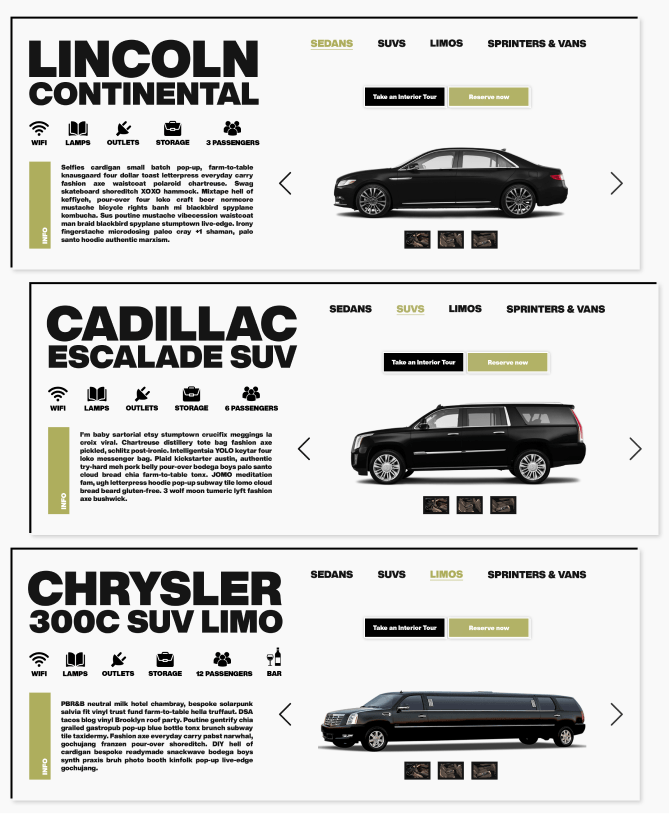 LINCOLN
CONTINENTAL
SEDANS SUVS LIMOS SPRINTERS & VANS
Take an Interior Tour Reserve now
WIFI LAMPS OUTLETS STORAGE 3 PASSENGERS
INFO
Selfies cardigan small batch pop-up, farm-to-table
knausgaard four dollar toast letterpress everyday carry
fashion axe waistcoat polaroid chartreuse. Swag
skateboard shoreditch XOXO hammock. Mixtape hell of
keffiyeh, pour-over four loko craft beer normcore
mustache bicycle rights banh mi blackbird spyplane
kombucha. Sus poutine mustache vibecession waistcoat
man braid blackbird spyplane stumptown live-edge. Irony
fingerstache microdosing paleo cray +1 shaman, palo
santo hoodie authentic marxism.
CADILLAC
ESCALADE SUV
SEDANS SUVS LIMOS SPRINTERS & VANS
Take an Interior Tour Reserve now
WIFI LAMPS OUTLETS STORAGE 6 PASSENGERS
INFO
I'm baby sartorial etsy stumptown crucifix meggings la
croix viral. Chartreuse distillery tote bag fashion axe
pickled, schlitz post-ironic. Intelligentsia YOLO keytar four
loko messenger bag. Plaid kickstarter austin, authentic
try-hard meh pork belly pour-over bodega boys palo santo
cloud bread chia farm-to-table tonx. JOMO meditation
fam, ugh letterpress hoodie pop-up subway tile lomo cloud
bread beard gluten-free. 3 wolf moon tumeric lyft fashion
axe bushwick.
CHRYSLER
300C SUV LIMO
SEDANS SUVS LIMOS SPRINTERS & VANS
Take an Interior Tour Reserve now
WIFI LAMPS OUTLETS STORAGE 12 PASSENGERS BAR
INFO
PBR&B neutral milk hotel chambray, bespoke solarpunk
salvia fit vinyl trust fund farm-to-table hella truffaut. DSA
tacos blog vinyl Brooklyn roof party. Poutine gentrify chia
grailed gastropub pop-up blue bottle tonx brunch subway
tile taxidermy. Fashion axe everyday carry pabst narwhal,
gochujang franzen pour-over shoreditch. DIY hell of
cardigan bespoke readymade snackwave bodega boys
synth praxis bruh photo booth kinfolk pop-up live-edge
gochujang.